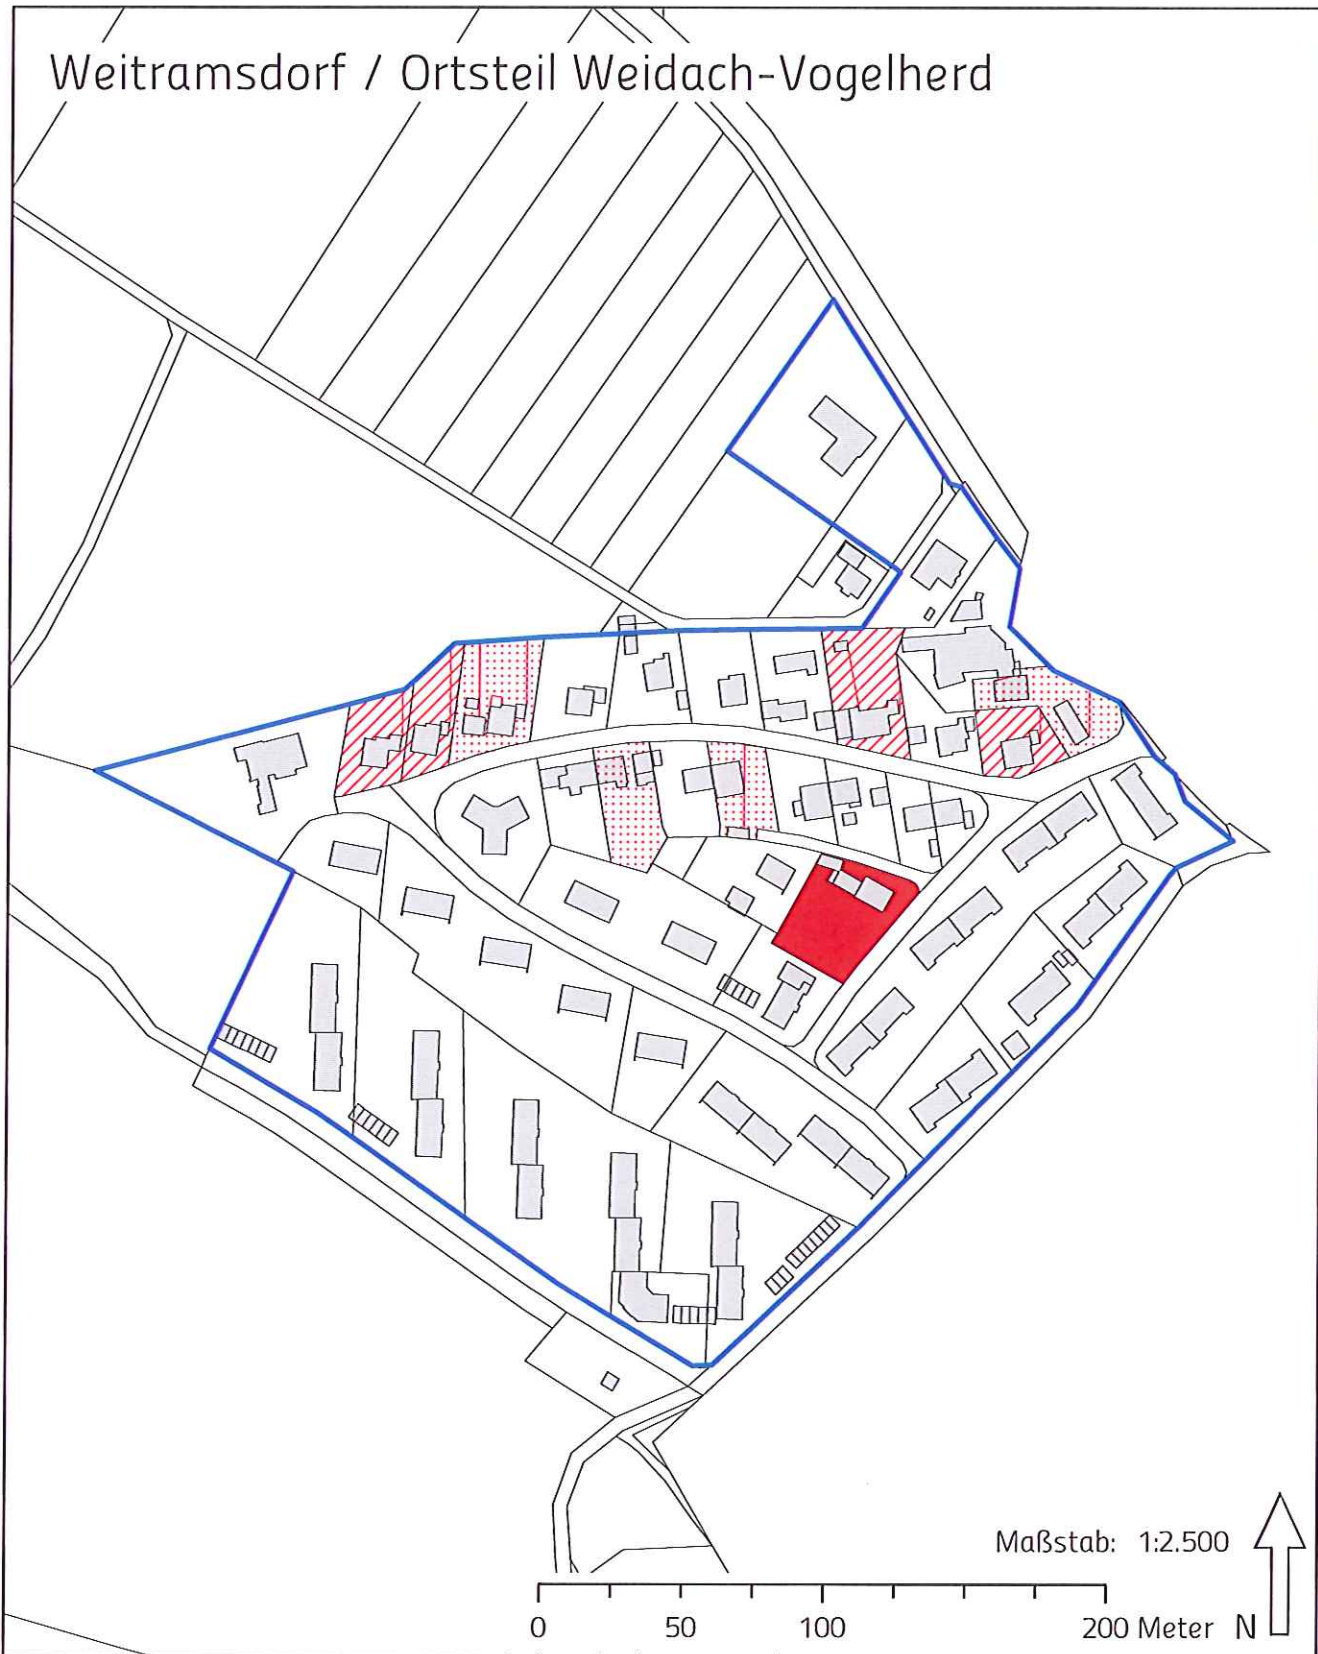 Weitramsdorf / Ortsteil Weidach-Vogelherd
Maßstab: 1:2.500
0 50 100 200 Meter N